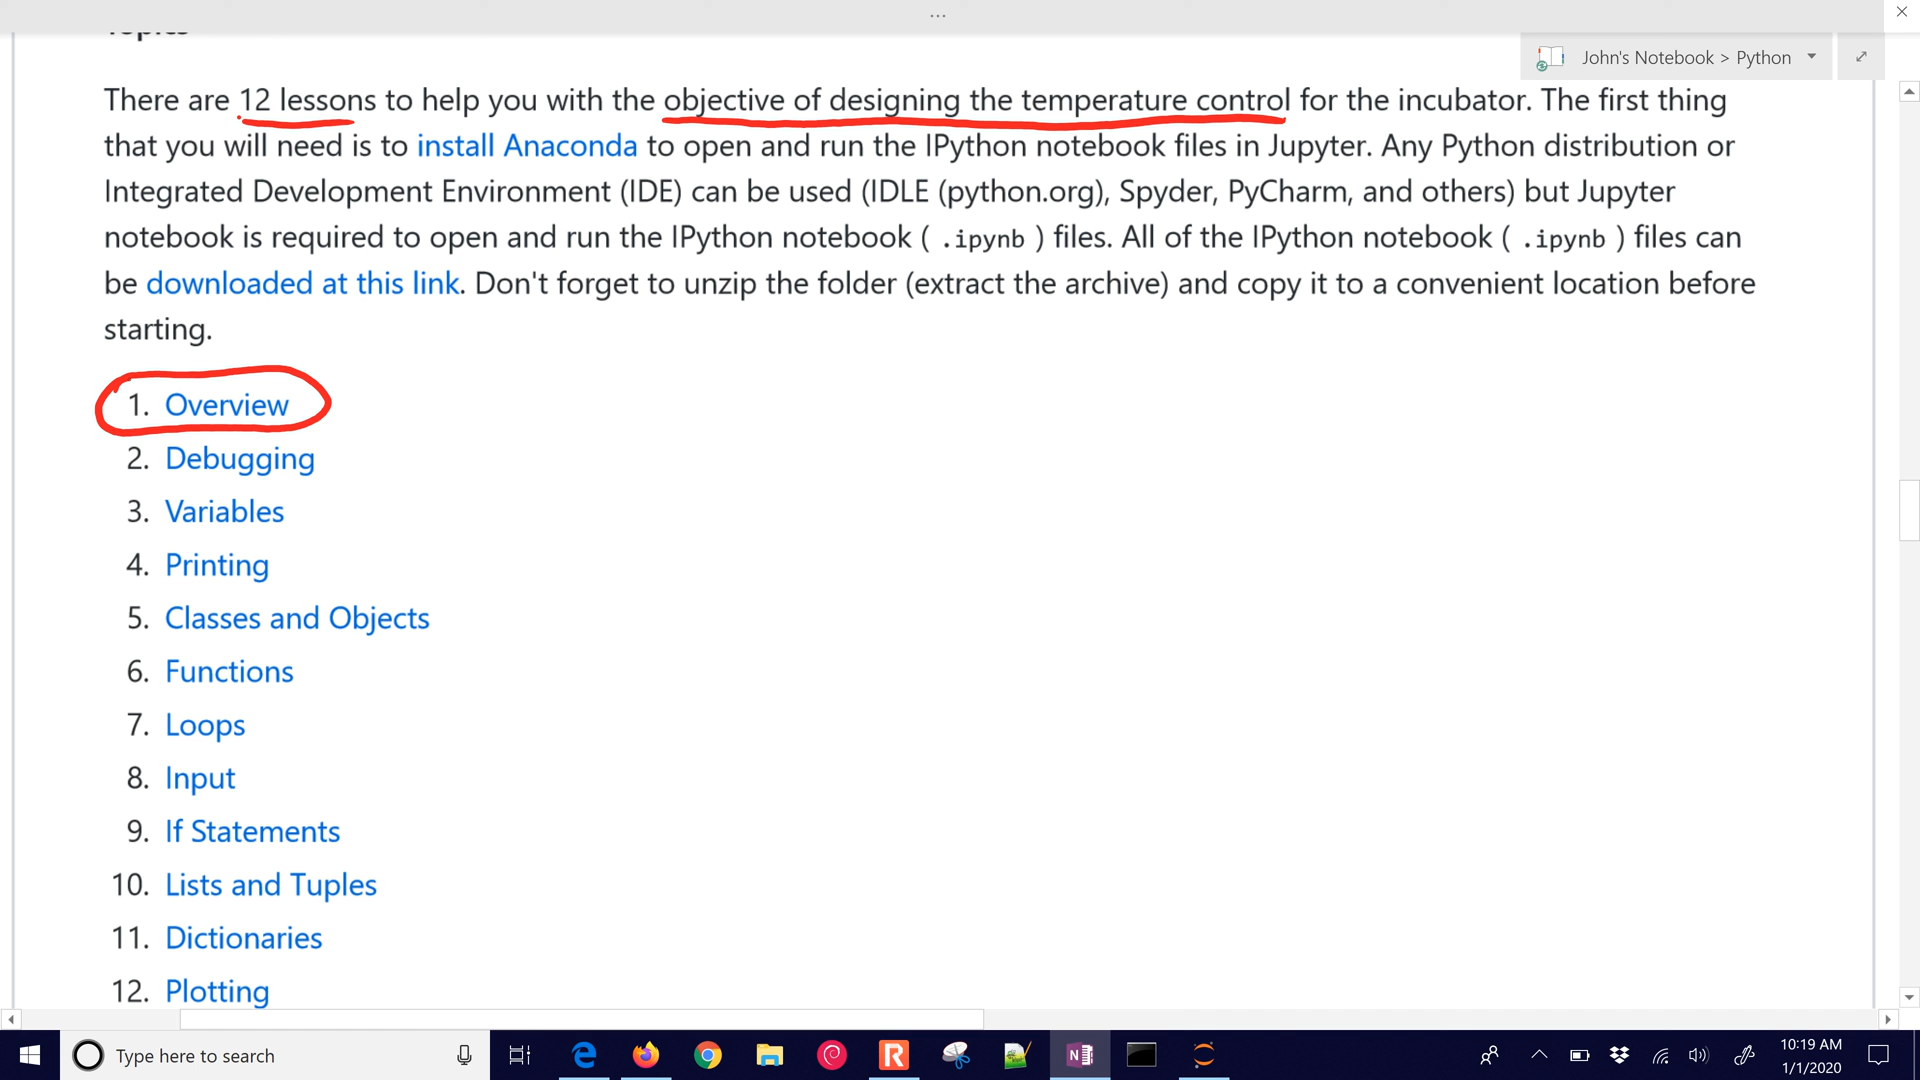 ...
Topics
John's Notebook > Python
There are 12 lessons to help you with the objective of designing the temperature control for the incubator. The first thing
that you will need is to install Anaconda to open and run the IPython notebook files in Jupyter. Any Python distribution or
Integrated Development Environment (IDE) can be used (IDLE (python.org), Spyder, PyCharm, and others) but Jupyter
notebook is required to open and run the IPython notebook ( .ipynb ) files. All of the IPython notebook ( .ipynb ) files can
be downloaded at this link. Don't forget to unzip the folder (extract the archive) and copy it to a convenient location before
starting.
1. Overview
2. Debugging
3. Variables
4. Printing
5. Classes and Objects
6. Functions
7. Loops
8. Input
9. If Statements
10. Lists and Tuples
11. Dictionaries
12. Plotting
Type here to search
R
N
10:19 AM
1/1/2020